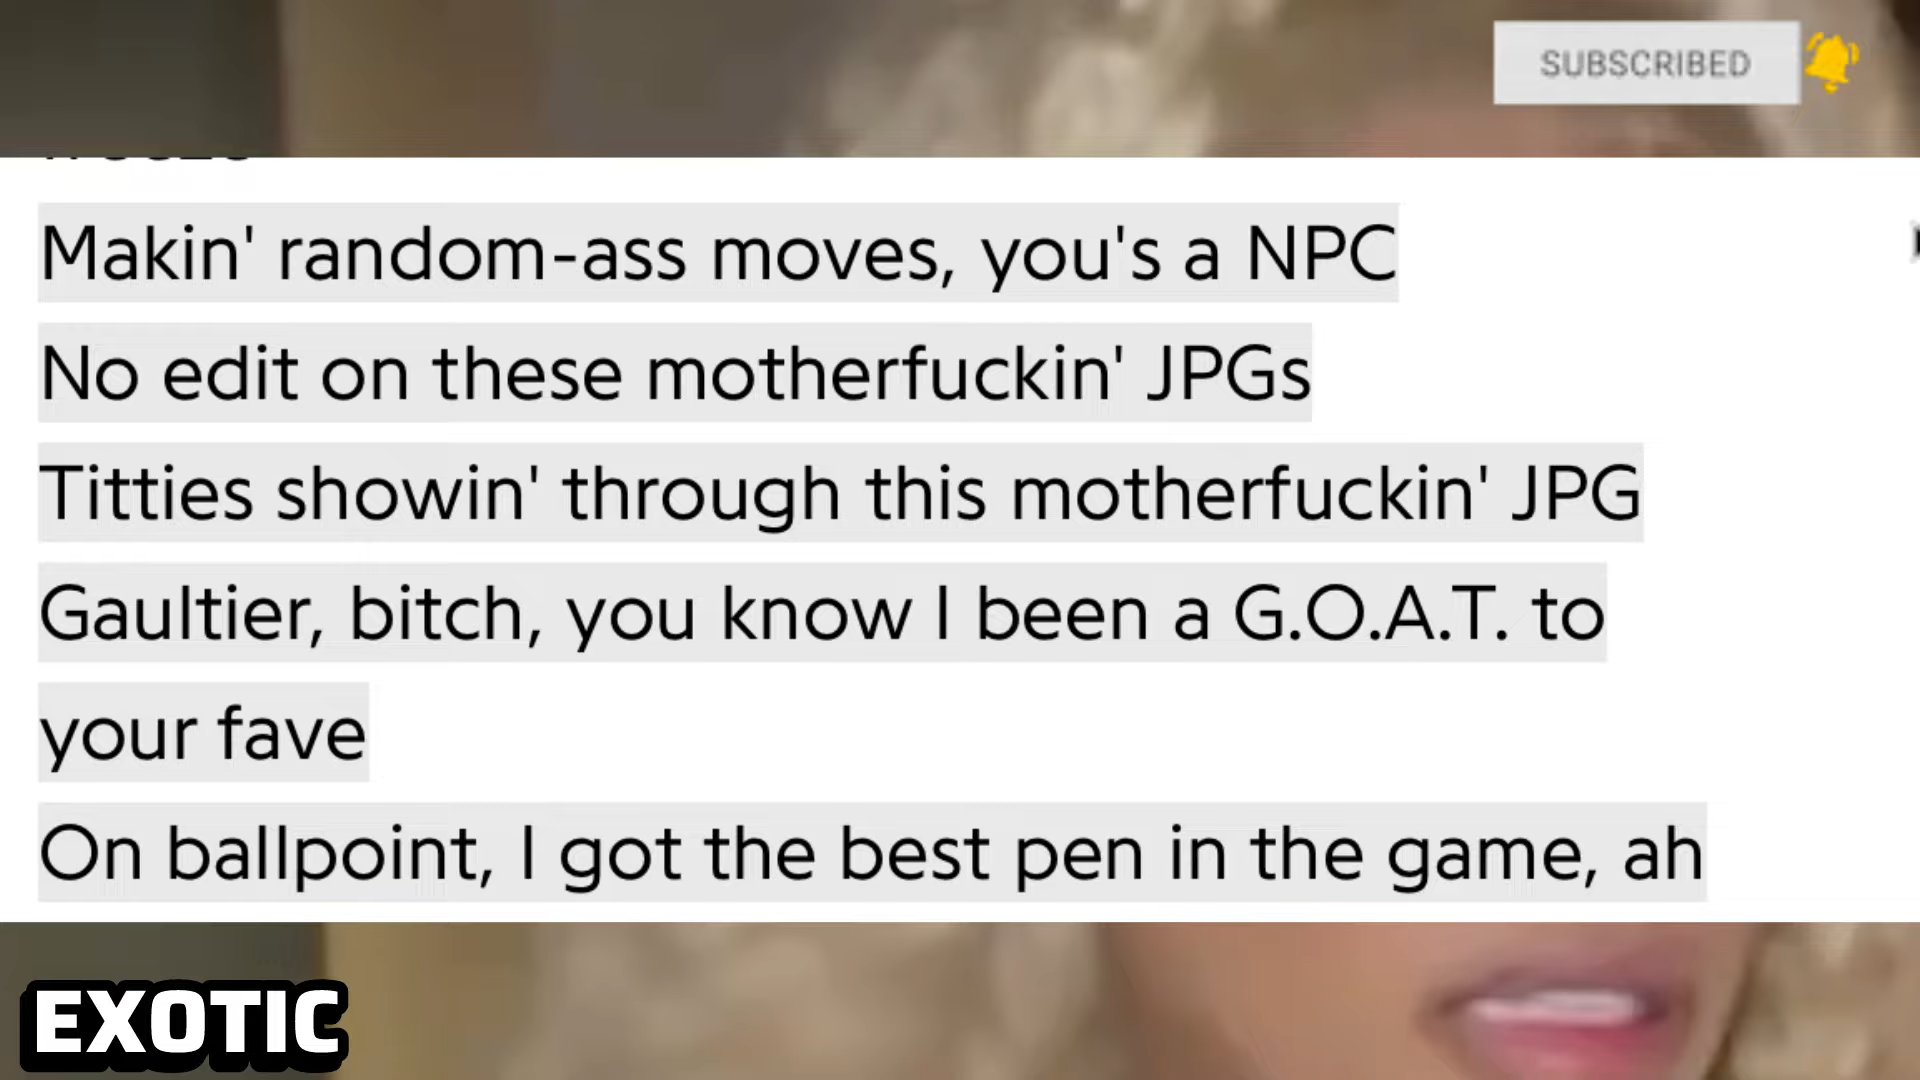 SUBSCRIBED
Makin' random-ass moves, you's a NPC
No edit on these motherfuckin' JPGs
Titties showin' through this motherfuckin' JPG
Gaultier, bitch, you know I been a G.O.A.T. to
your fave
On ballpoint, I got the best pen in the game, ah
EXOTIC